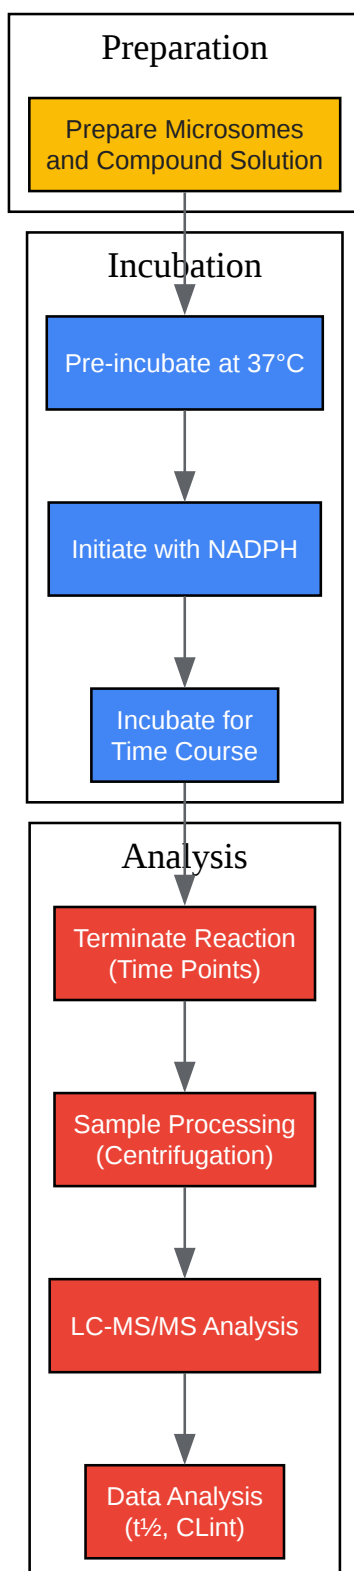 Preparation
Prepare Microsomes
and Compound Solution
Incubation
Pre-incubate at 37°C
Initiate with NADPH
Incubate for
Time Course
Analysis
Terminate Reaction
(Time Points)
Sample Processing
(Centrifugation)
LC-MS/MS Analysis
Data Analysis
(t½, CLint)